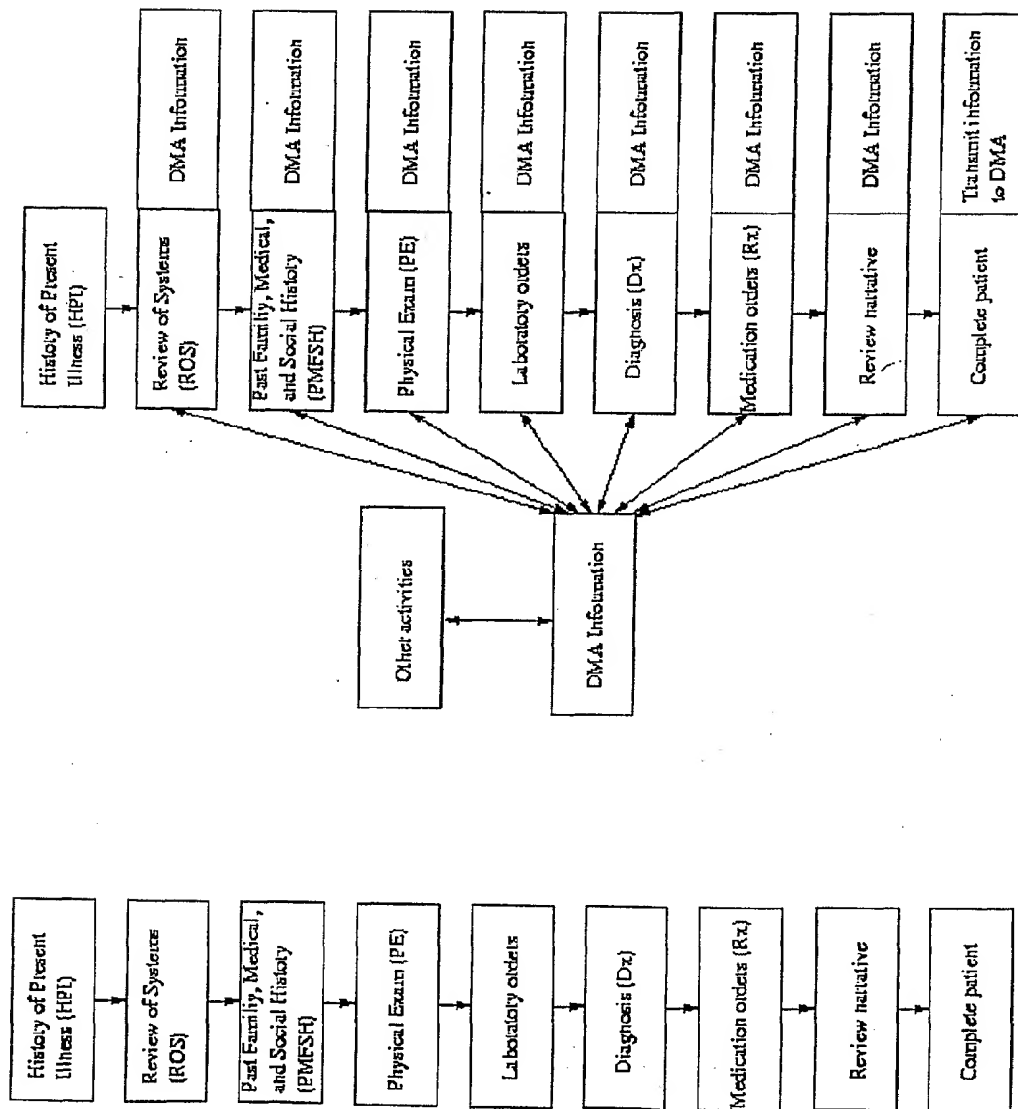 History of Present
Illness (HPI)
Review of Systems
(ROS)
DMA Information
Past Family, Medical,
and Social History
(PMFSH)
DMA Information
Physical Exam (PE)
DMA Information
Laboratory orders
DMA Information
Diagnosis (Dx)
DMA Information
Medication orders (Rx)
DMA Information
Review narrative
DMA Information
Complete patient
Transmit information
to DMA
Other activities
DMA Information
History of Present
Illness (HPI)
Review of Systems
(ROS)
Past Family, Medical,
and Social History
(PMFSH)
Physical Exam (PE)
Laboratory orders
Diagnosis (Dx)
Medication orders (Rx)
Review narrative
Complete patient